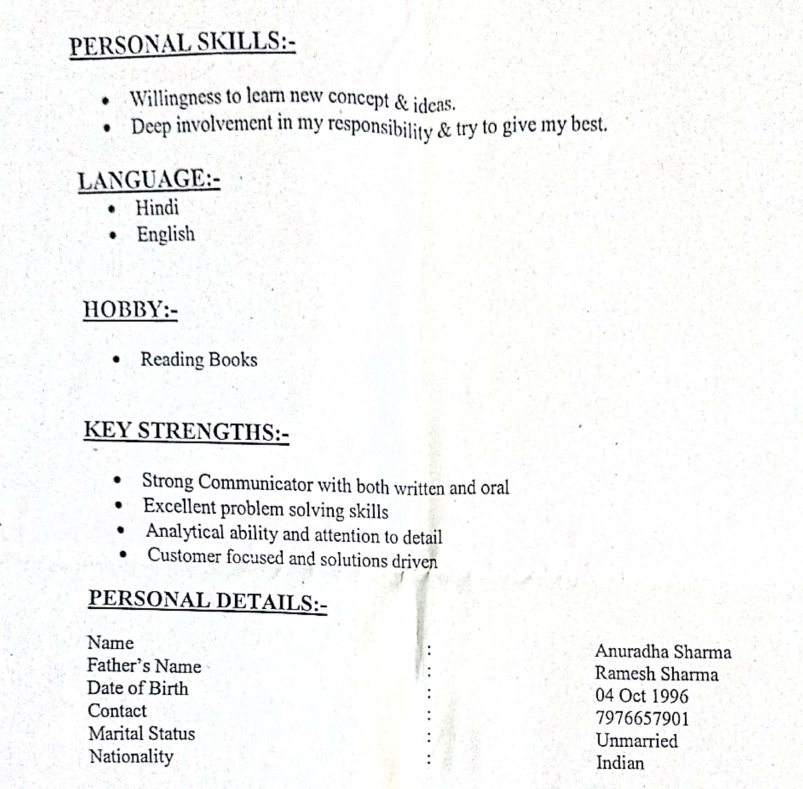 PERSONAL SKILLS:-
• Willingness to learn new concept & ideas.
• Deep involvement in my responsibility & try to give my best.
LANGUAGE:-
• Hindi
• English
HOBBY:-
• Reading Books
KEY STRENGTHS:-
• Strong Communicator with both written and oral
• Excellent problem solving skills
• Analytical ability and attention to detail
• Customer focused and solutions driven
PERSONAL DETAILS:-
Name : Anuradha Sharma
Father's Name : Ramesh Sharma
Date of Birth : 04 Oct 1996
Contact : 7976657901
Marital Status : Unmarried
Nationality : Indian